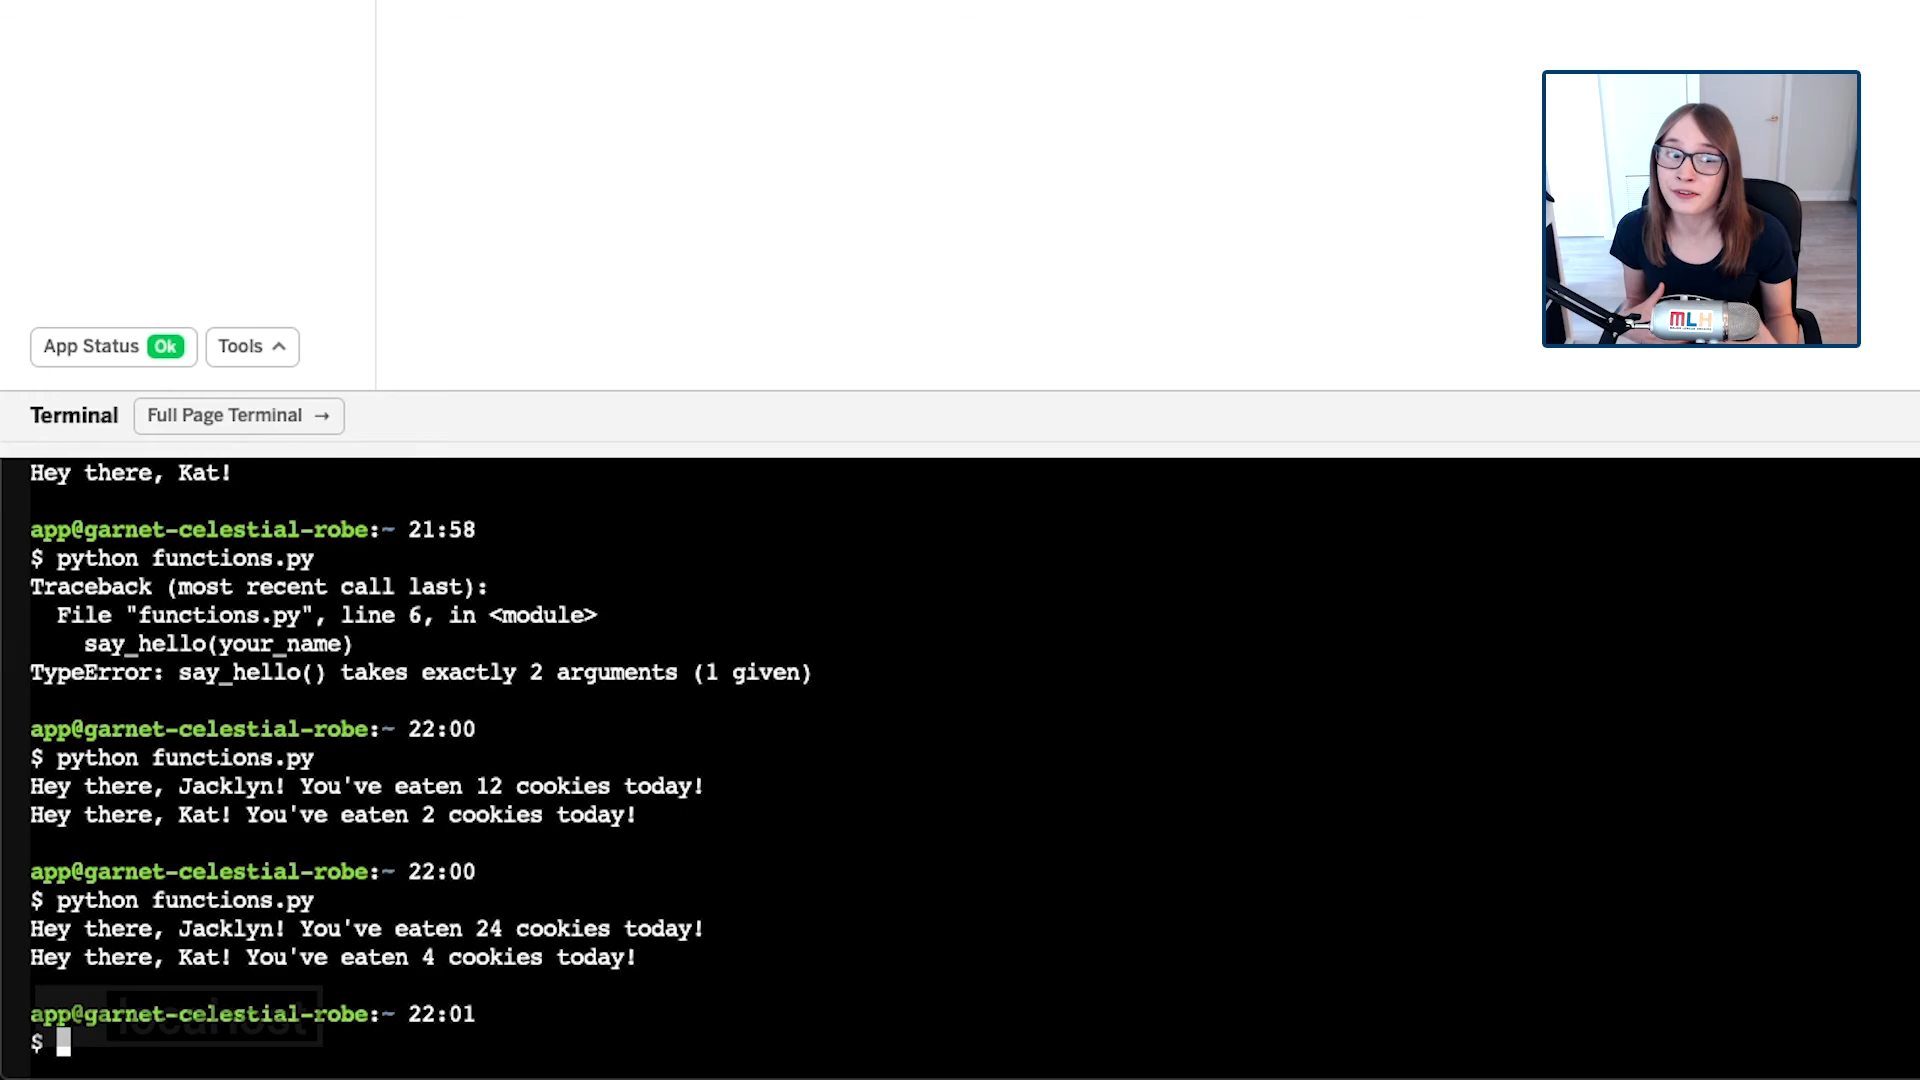 App Status Ok
Tools
Terminal
Full Page Terminal →
Hey there, Kat!
app@garnet-celestial-robe:~ 21:58
$ python functions.py
Traceback (most recent call last):
  File "functions.py", line 6, in <module>
    say_hello(your_name)
TypeError: say_hello() takes exactly 2 arguments (1 given)
app@garnet-celestial-robe:~ 22:00
$ python functions.py
Hey there, Jacklyn! You've eaten 12 cookies today!
Hey there, Kat! You've eaten 2 cookies today!
app@garnet-celestial-robe:~ 22:00
$ python functions.py
Hey there, Jacklyn! You've eaten 24 cookies today!
Hey there, Kat! You've eaten 4 cookies today!
app@garnet-celestial-robe:~ 22:01
$
localhost
MLH